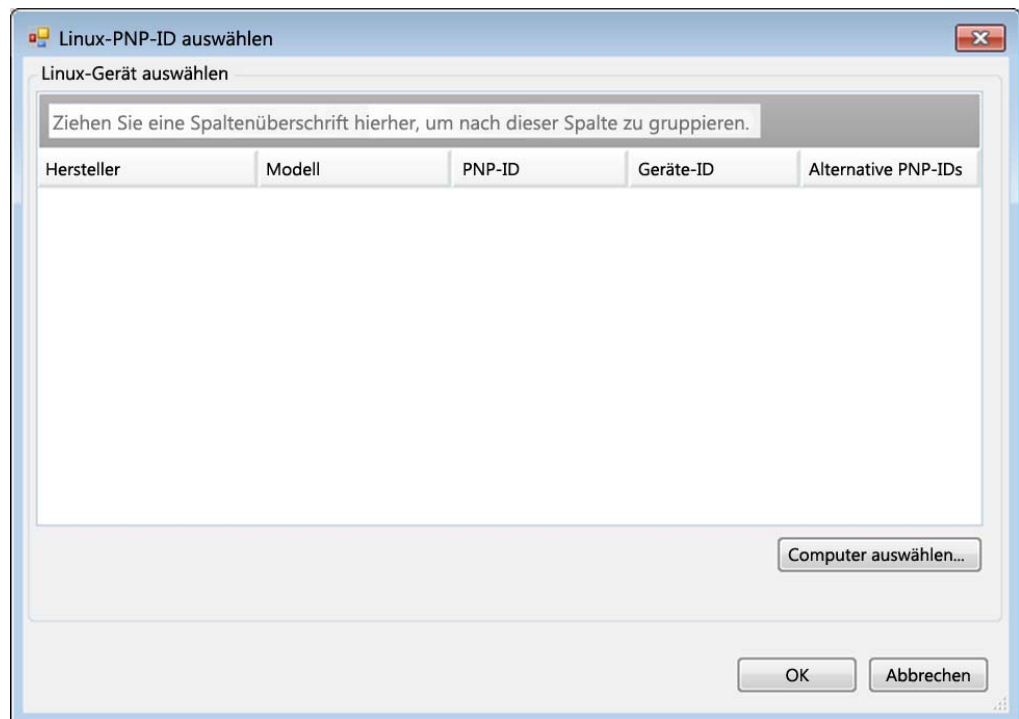 Linux-PNP-ID auswählen
Linux-Gerät auswählen
Ziehen Sie eine Spaltenüberschrift hierher, um nach dieser Spalte zu gruppieren.
Hersteller Modell PNP-ID Geräte-ID Alternative PNP-IDs
Computer auswählen...
OK Abbrechen